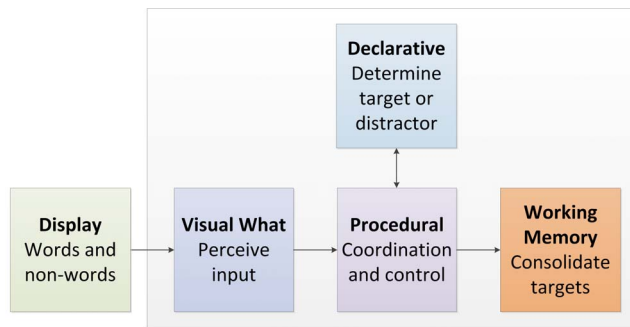 Declarative
Determine
target or
distractor
Display
Words and
non-words
Visual What
Perceive
input
Procedural
Coordination
and control
Working
Memory
Consolidate
targets